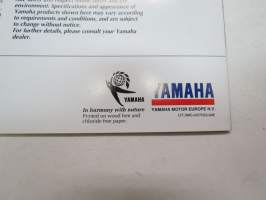 environment. Specifications and appearance of
Yamaha products shown here may vary according
to requirements and conditions, and are subject
to change without notice.
For further details, please consult your Yamaha
dealer.
YAMAHA
In harmony with nature
Printed on wood free and
chloride free paper.
YAMAHA
YAMAHA MOTOR EUROPE N.V.